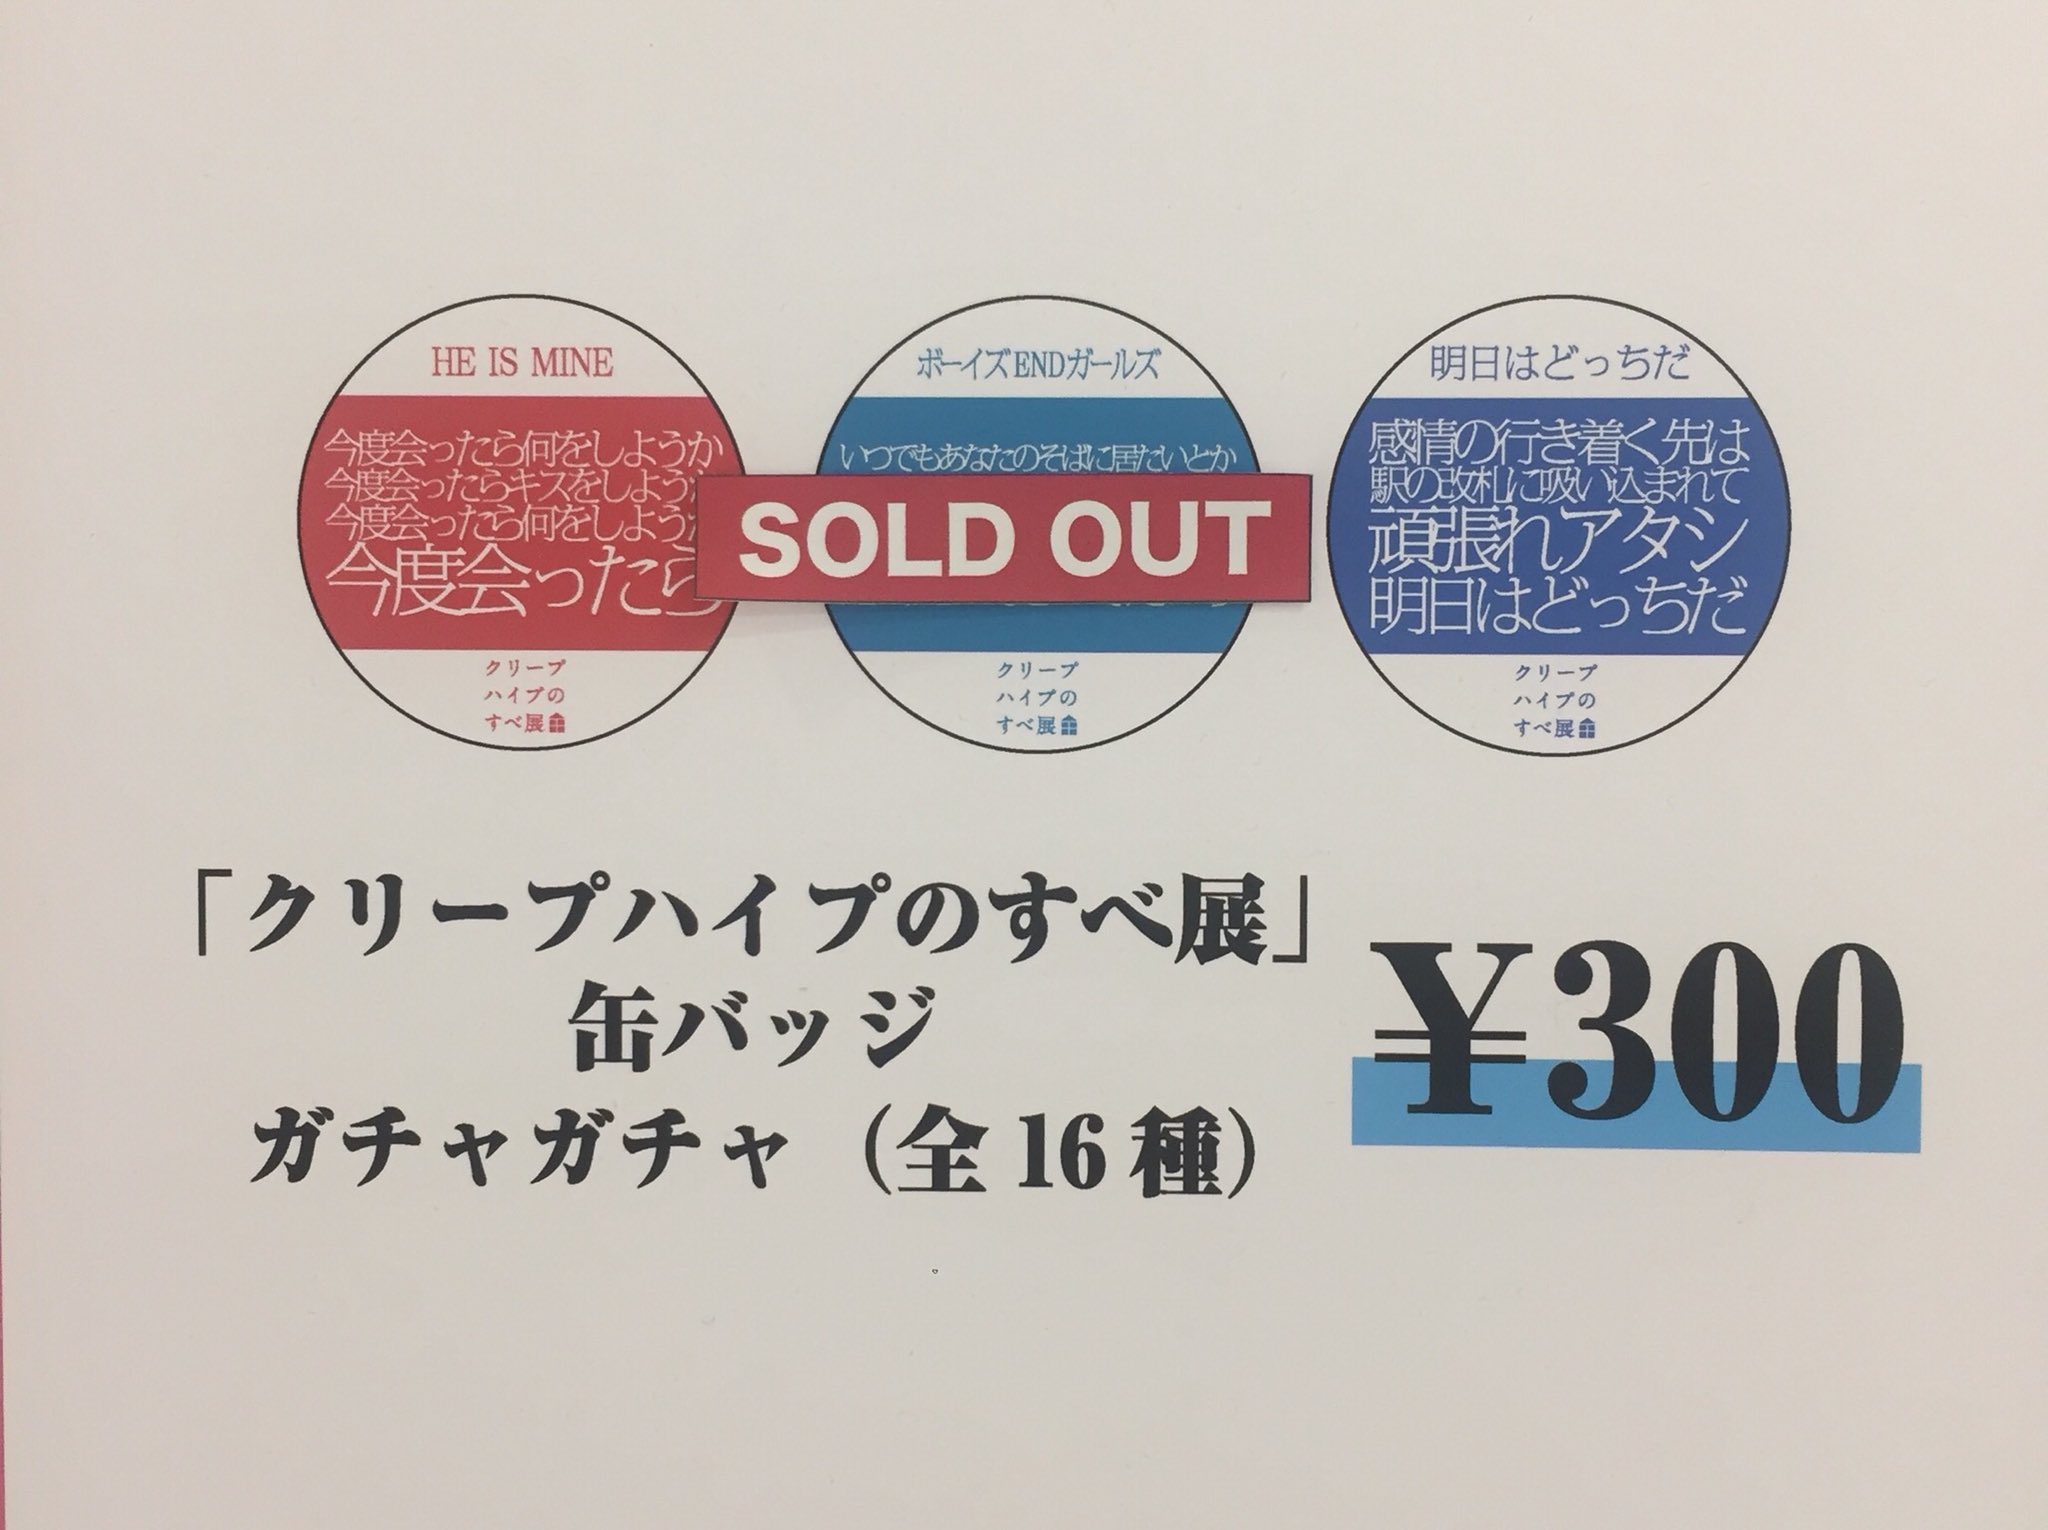 HE IS MINE
今度会ったら何をしようか
今度会ったらキスをしよう
今度会ったら何をしよう
今度会ったら
クリープ
ハイプの
すべ展
ボーイズENDガールズ
いつでもあなたのそばに居たいとか
SOLD OUT
クリープ
ハイプの
すべ展
明日はどっちだ
感情の行き着く先は
駅の改札に吸い込まれて
頑張れアタシ
明日はどっちだ
クリープ
ハイプの
すべ展
「クリープハイプのすべ展」
缶バッジ
ガチャガチャ（全16種）
¥300